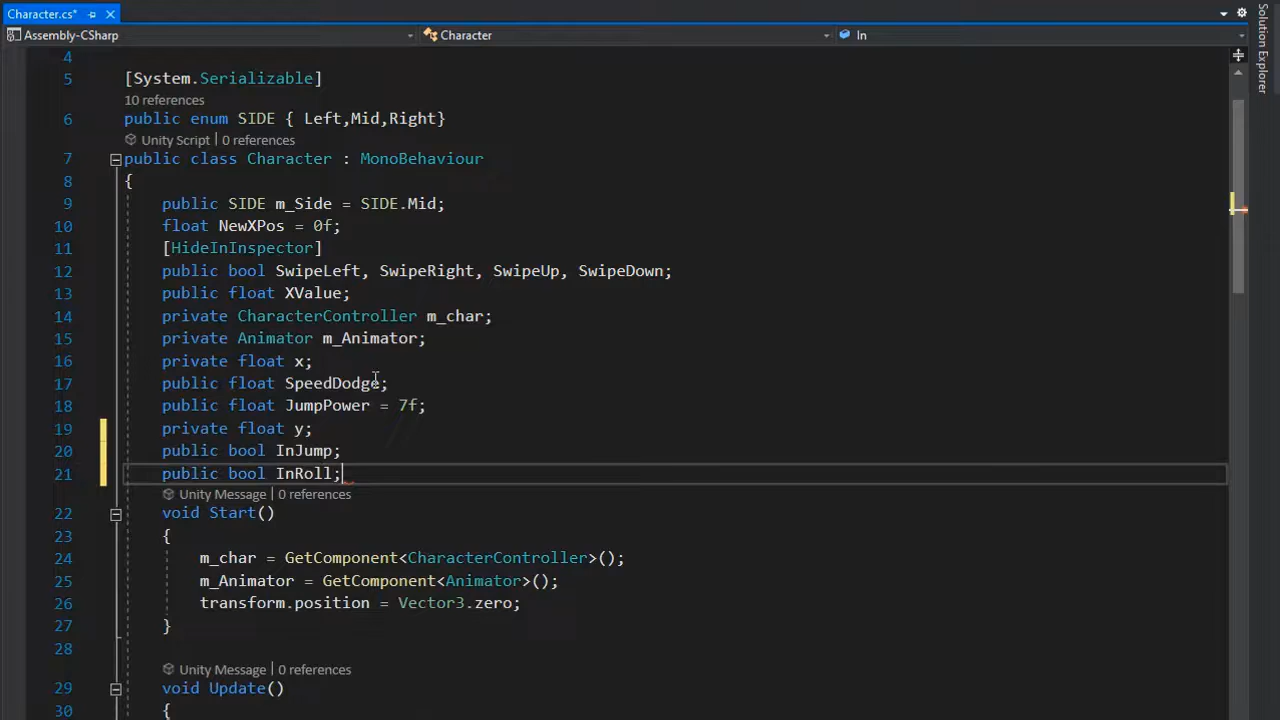 Character.cs*
Assembly-CSharp
Character
In
Solution Explorer
4
5 [System.Serializable]
10 references
6 public enum SIDE { Left,Mid,Right}
Unity Script | 0 references
7 public class Character : MonoBehaviour
8 {
9 public SIDE m_Side = SIDE.Mid;
10 float NewXPos = 0f;
11 [HideInInspector]
12 public bool SwipeLeft, SwipeRight, SwipeUp, SwipeDown;
13 public float XValue;
14 private CharacterController m_char;
15 private Animator m_Animator;
16 private float x;
17 public float SpeedDodge;
18 public float JumpPower = 7f;
19 private float y;
20 public bool InJump;
21 public bool InRoll;
Unity Message | 0 references
22 void Start()
23 {
24 m_char = GetComponent<CharacterController>();
25 m_Animator = GetComponent<Animator>();
26 transform.position = Vector3.zero;
27 }
28
Unity Message | 0 references
29 void Update()
30 {